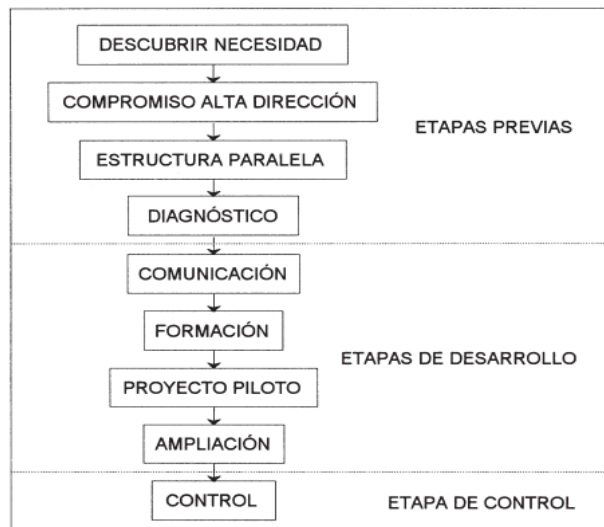 DESCUBRIR NECESIDAD
COMPROMISO ALTA DIRECCIÓN
ETAPAS PREVIAS
ESTRUCTURA PARALELA
DIAGNÓSTICO
COMUNICACIÓN
FORMACIÓN
ETAPAS DE DESARROLLO
PROYECTO PILOTO
AMPLIACIÓN
CONTROL
ETAPA DE CONTROL